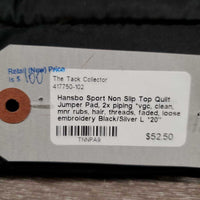 Retail (New) Price
is $ 100
The Tack Collector
417750-102
Hansbo Sport Non Slip Top Quilt
Jumper Pad, 2x piping *vgc, clean,
mnr rubs, hair, threads, faded, loose
embroidery Black/Silver L "20"
TNNPA9
$52.50